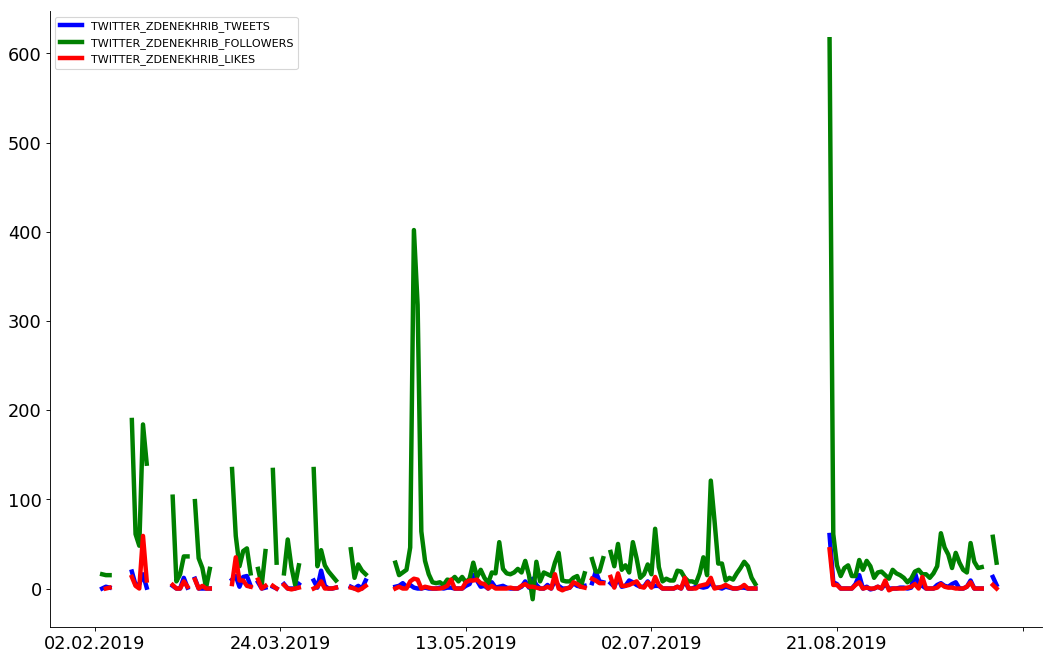 TWITTER_ZDENEKHRIB_TWEETS
TWITTER_ZDENEKHRIB_FOLLOWERS
TWITTER_ZDENEKHRIB_LIKES
600
500
400
300
200
100
0
02.02.2019 24.03.2019 13.05.2019 02.07.2019 21.08.2019